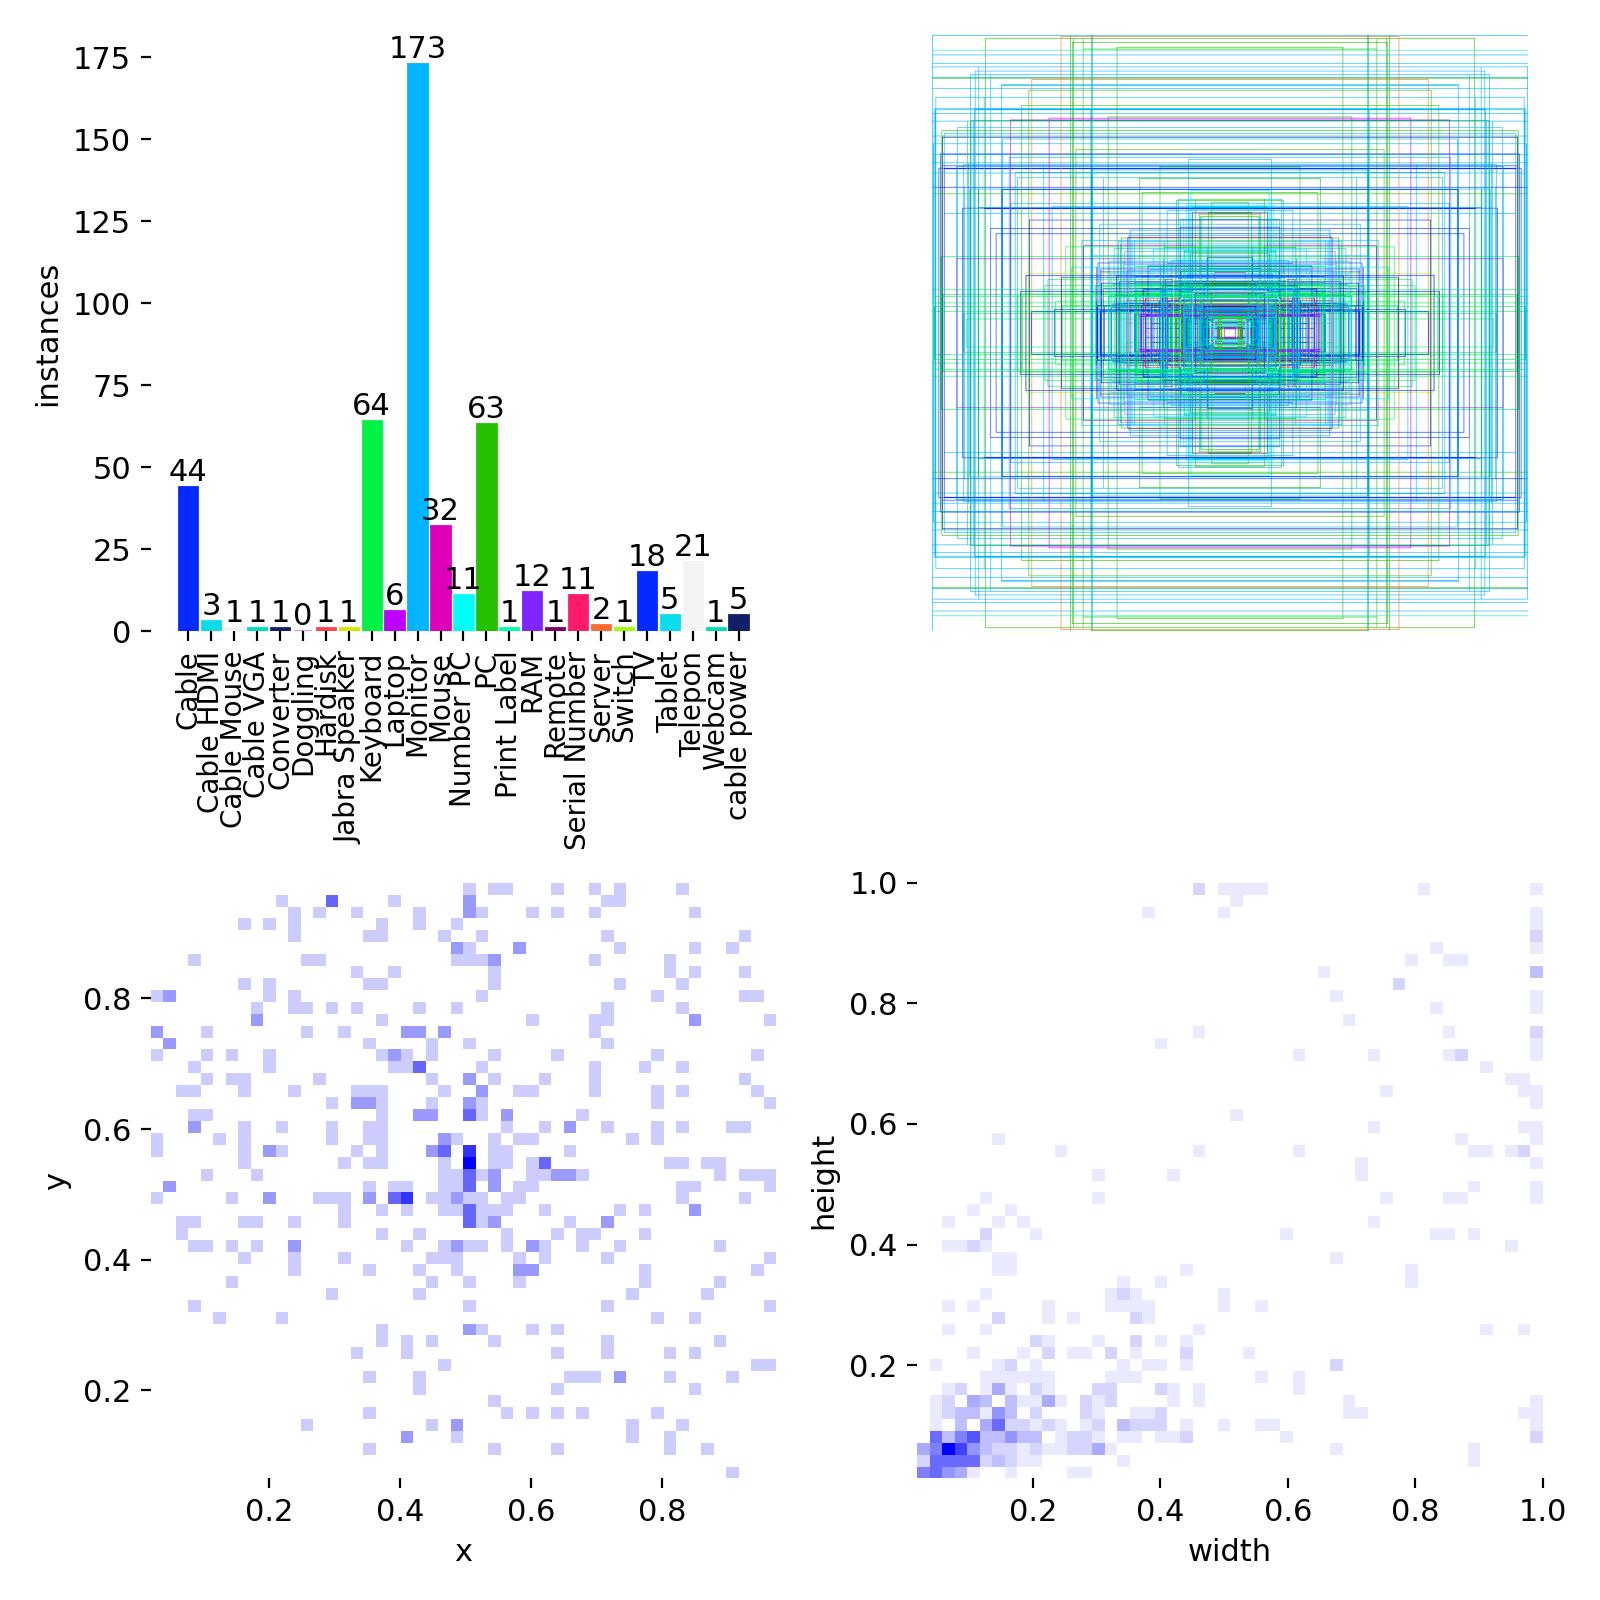 175
150
125
100
75
50
25
0
instances
44
3
1
1
1
0
1
1
64
6
173
32
11
63
1
12
1
11
2
1
18
5
21
1
5
Cable
Cable HDMI
Cable Mouse
Cable VGA
Converter
Doggling
Hardisk
Jabra Speaker
Keyboard
Laptop
Monitor
Mouse
Number PC
PC
Print Label
RAM
Remote
Serial Number
Server
Switch
TV
Tablet
Telepon
Webcam
cable power
0.8
0.6
0.4
0.2
y
0.2 0.4 0.6 0.8
x
1.0
0.8
0.6
0.4
0.2
height
0.2 0.4 0.6 0.8 1.0
width